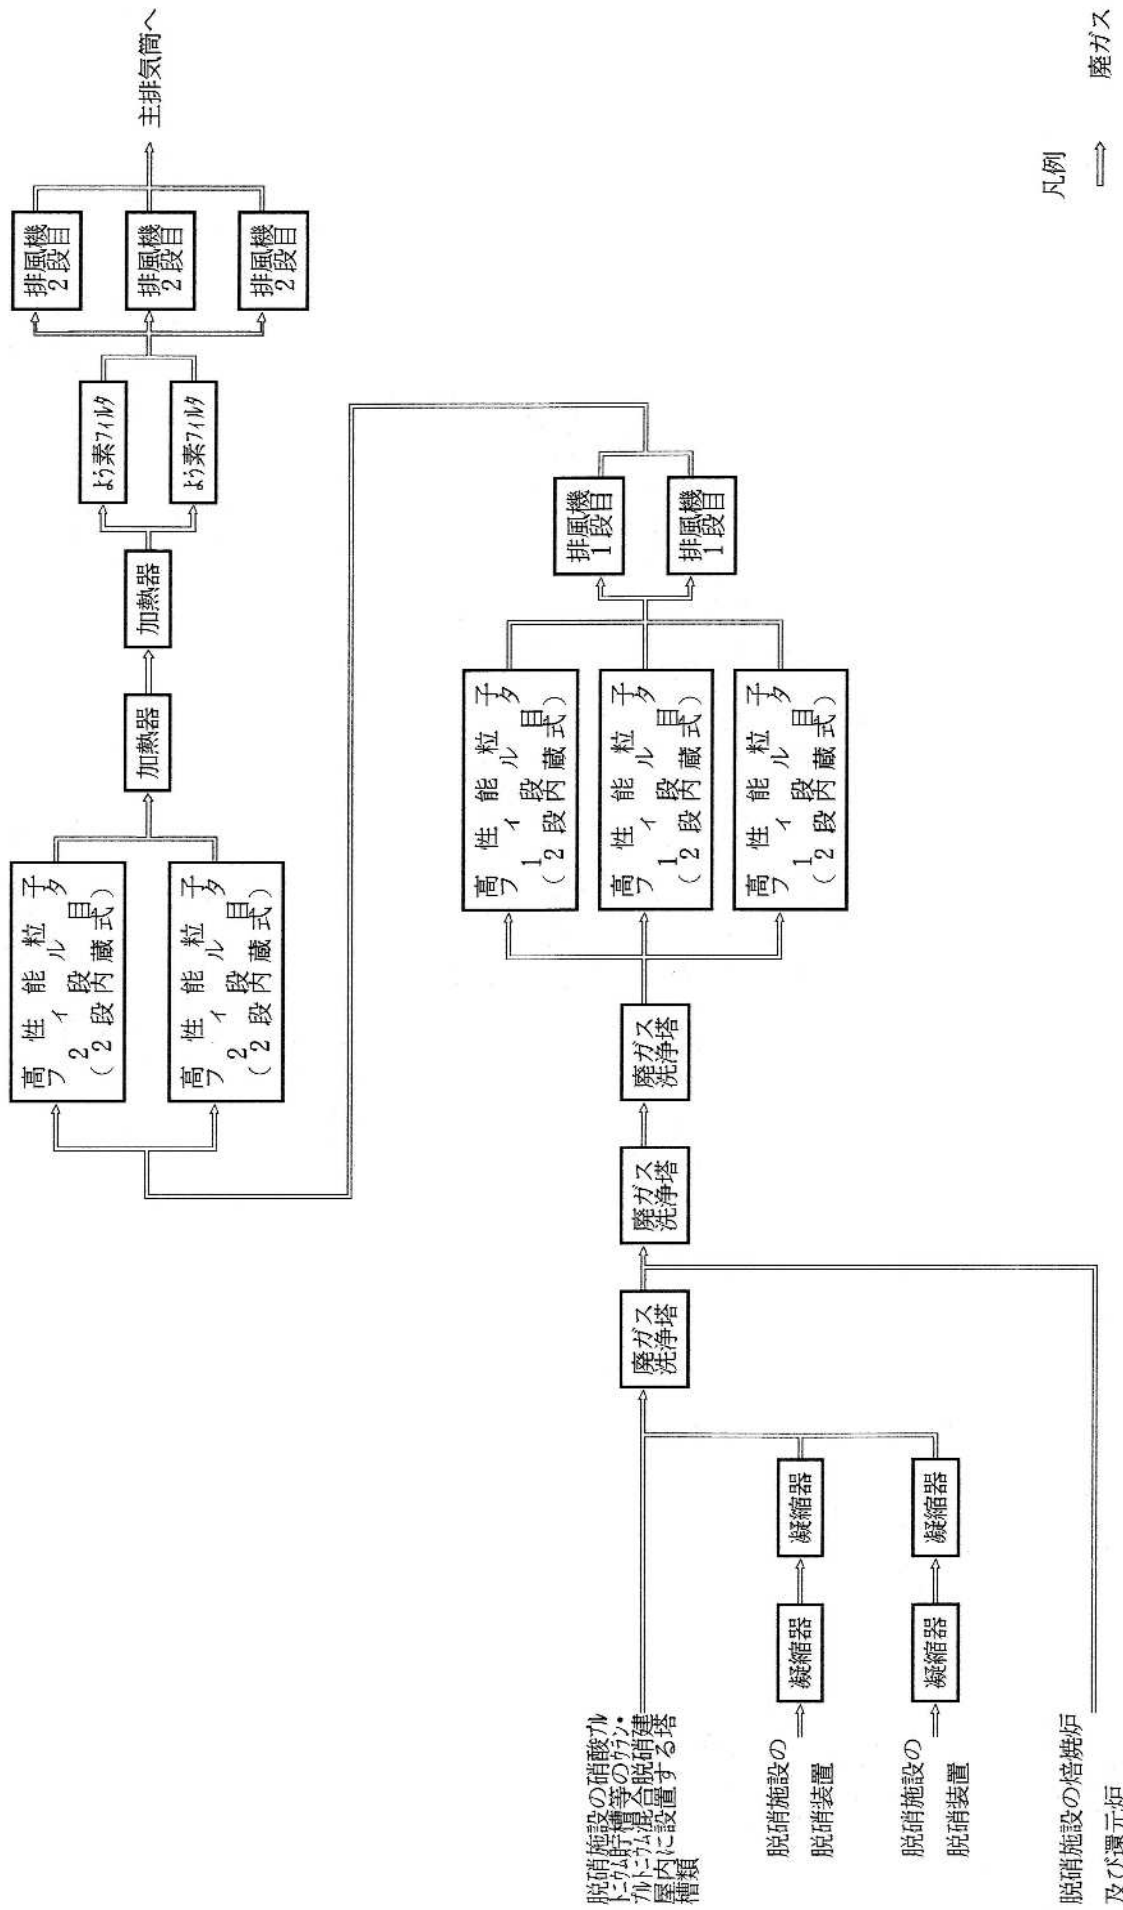 高性能粒子
フィルタ
2段目
(2段内蔵式)
高性能粒子
フィルタ
2段目
(2段内蔵式)
加熱器
加熱器
よう素フィルタ
よう素フィルタ
排風機
2段目
排風機
2段目
排風機
2段目
主排気筒へ
脱硝施設の硝酸プル
トニウム貯槽等のウラン・
プルトニウム混合脱硝建
屋内に設置する塔
槽類
廃ガス
洗浄塔
廃ガス
洗浄塔
廃ガス
洗浄塔
高性能粒子
フィルタ
1段目
(2段内蔵式)
高性能粒子
フィルタ
1段目
(2段内蔵式)
高性能粒子
フィルタ
1段目
(2段内蔵式)
排風機
1段目
排風機
1段目
脱硝施設の
脱硝装置
凝縮器
凝縮器
脱硝施設の
脱硝装置
凝縮器
凝縮器
脱硝施設の焙焼炉
及び還元炉
凡例
⇒ 廃ガス